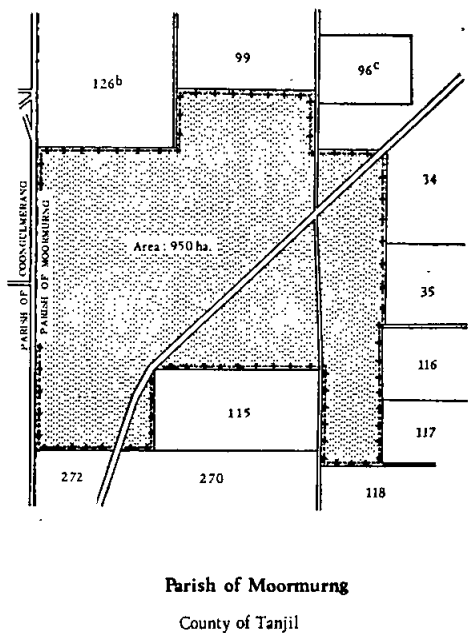 99
126b
96c
34
PARISH OF COONGULMERANG
PARISH OF MOORMURNG
Area : 950 ha.
35
116
115
117
272
270
118
Parish of Moormurng
County of Tanjil